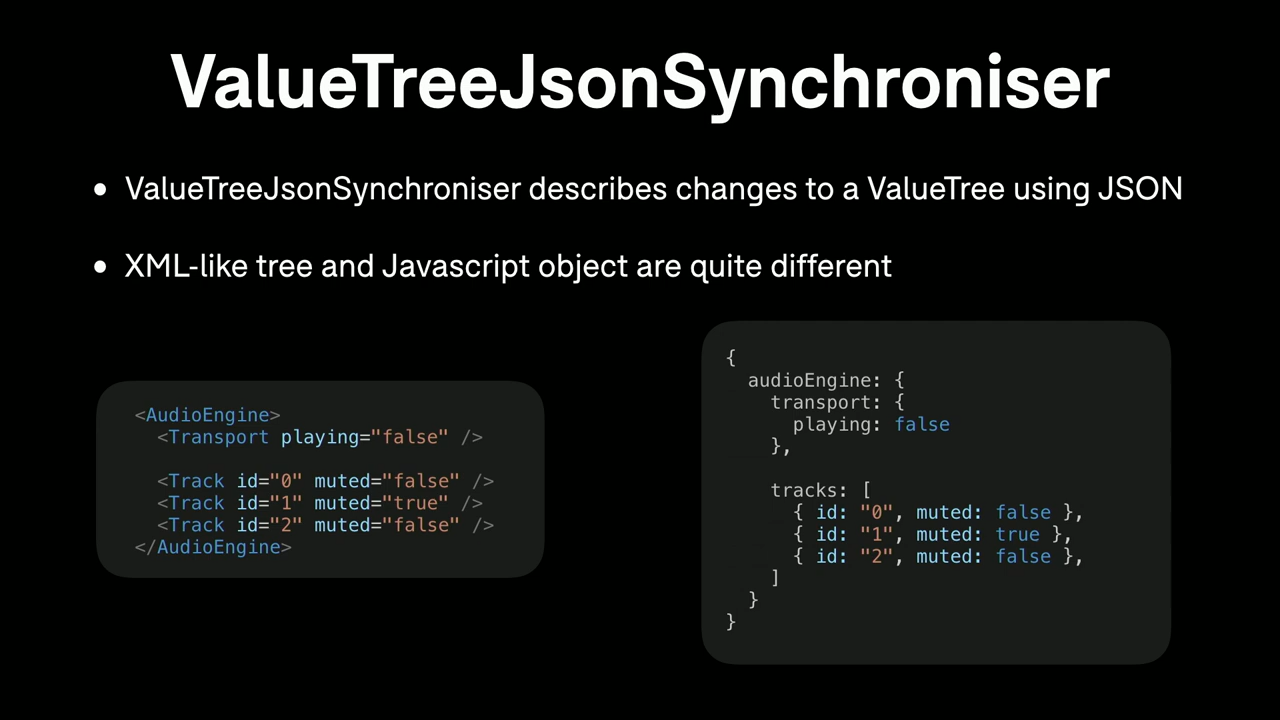 ValueTreeJsonSynchroniser
• ValueTreeJsonSynchroniser describes changes to a ValueTree using JSON
• XML-like tree and Javascript object are quite different
<AudioEngine>
<Transport playing="false" />
<Track id="0" muted="false" />
<Track id="1" muted="true" />
<Track id="2" muted="false" />
</AudioEngine>
{
audioEngine: {
transport: {
playing: false
},
tracks: [
{ id: "0", muted: false },
{ id: "1", muted: true },
{ id: "2", muted: false },
]
}
}